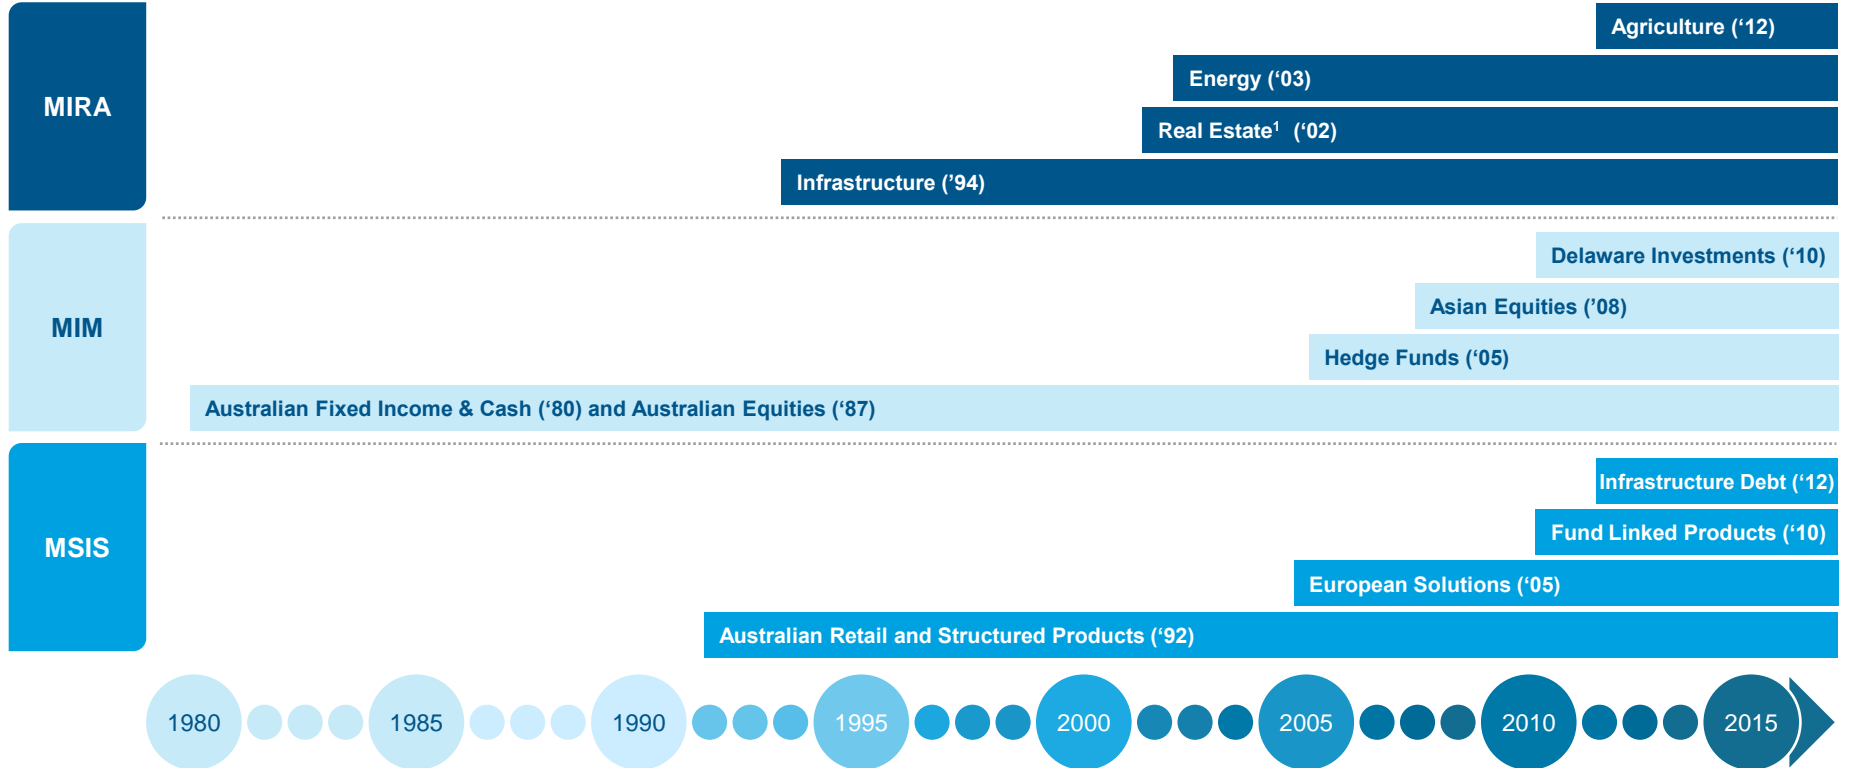 MIRA
Agriculture (‘12)
Energy (‘03)
Real Estate¹ (‘02)
Infrastructure (’94)
MIM
Delaware Investments (‘10)
Asian Equities (’08)
Hedge Funds (‘05)
Australian Fixed Income & Cash (‘80) and Australian Equities (‘87)
MSIS
Infrastructure Debt (‘12)
Fund Linked Products (‘10)
European Solutions (‘05)
Australian Retail and Structured Products (‘92)
1980 1985 1990 1995 2000 2005 2010 2015